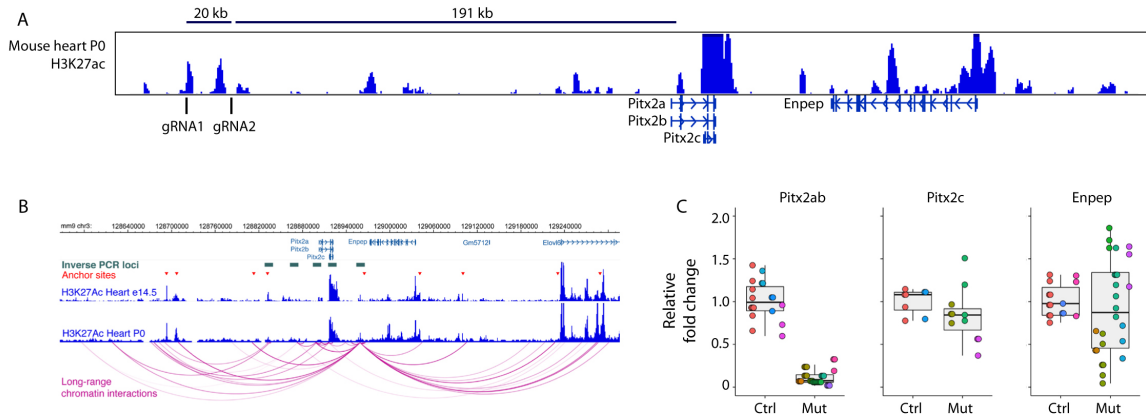 A
20 kb
191 kb
Mouse heart P0
H3K27ac
gRNA1
gRNA2
Pitx2a
Pitx2b
Pitx2c
Enpep
B
mm9 chr3:
128640000
128700000
128760000
128820000
128880000
128940000
129000000
129060000
129120000
129180000
129240000
Pitx2a
Pitx2b
Pitx2c
Enpep
Gm5712
Elovl6
Inverse PCR loci
Anchor sites
H3K27Ac Heart e14.5
H3K27Ac Heart P0
Long-range
chromatin interactions
C
Pitx2ab
Pitx2c
Enpep
Relative
fold change
2.0
1.5
1.0
0.5
0
Ctrl Mut
Ctrl Mut
Ctrl Mut